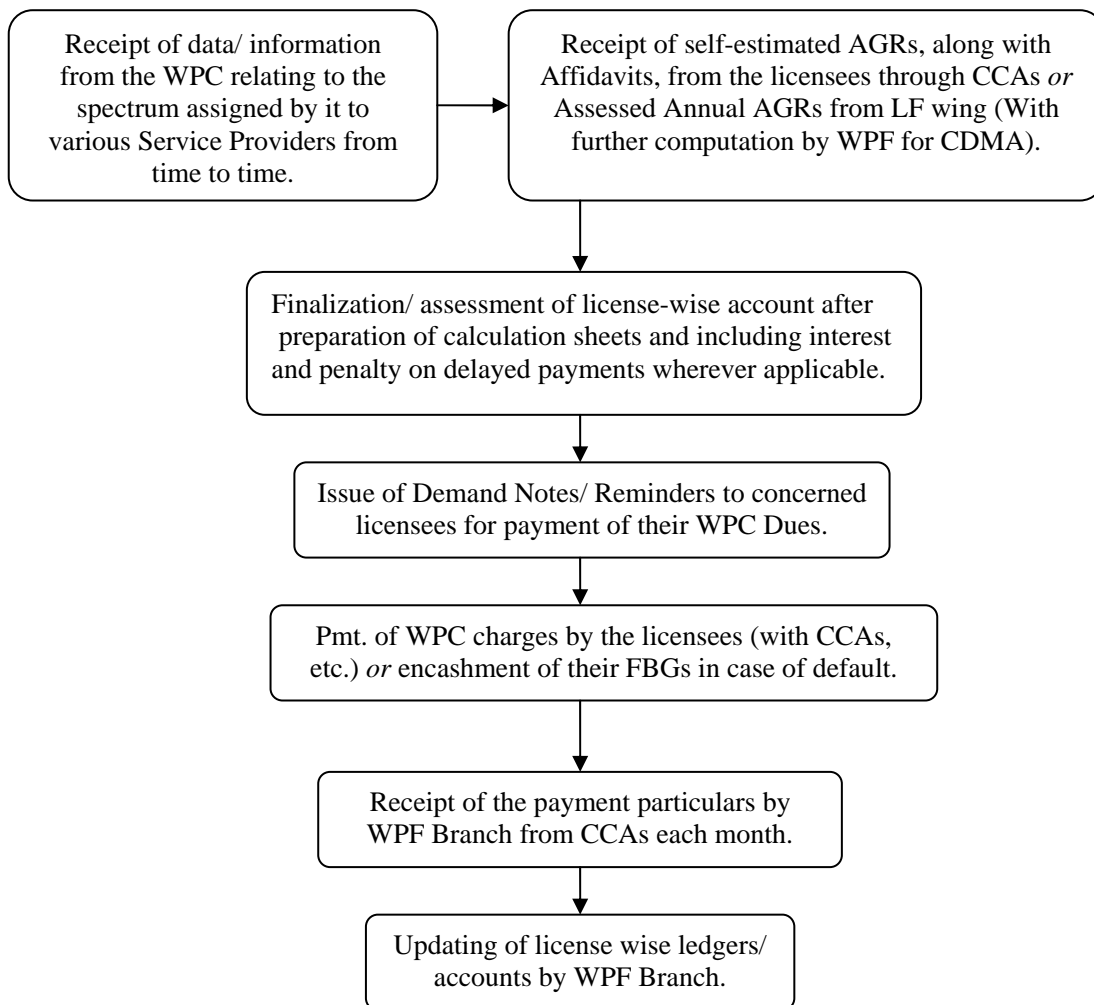 Receipt of data/ information
from the WPC relating to the
spectrum assigned by it to
various Service Providers from
time to time.
Receipt of self-estimated AGRs, along with
Affidavits, from the licensees through CCAs or
Assessed Annual AGRs from LF wing (With
further computation by WPF for CDMA).
Finalization/ assessment of license-wise account after
preparation of calculation sheets and including interest
and penalty on delayed payments wherever applicable.
Issue of Demand Notes/ Reminders to concerned
licensees for payment of their WPC Dues.
Pmt. of WPC charges by the licensees (with CCAs,
etc.) or encashment of their FBGs in case of default.
Receipt of the payment particulars by
WPF Branch from CCAs each month.
Updating of license wise ledgers/
accounts by WPF Branch.